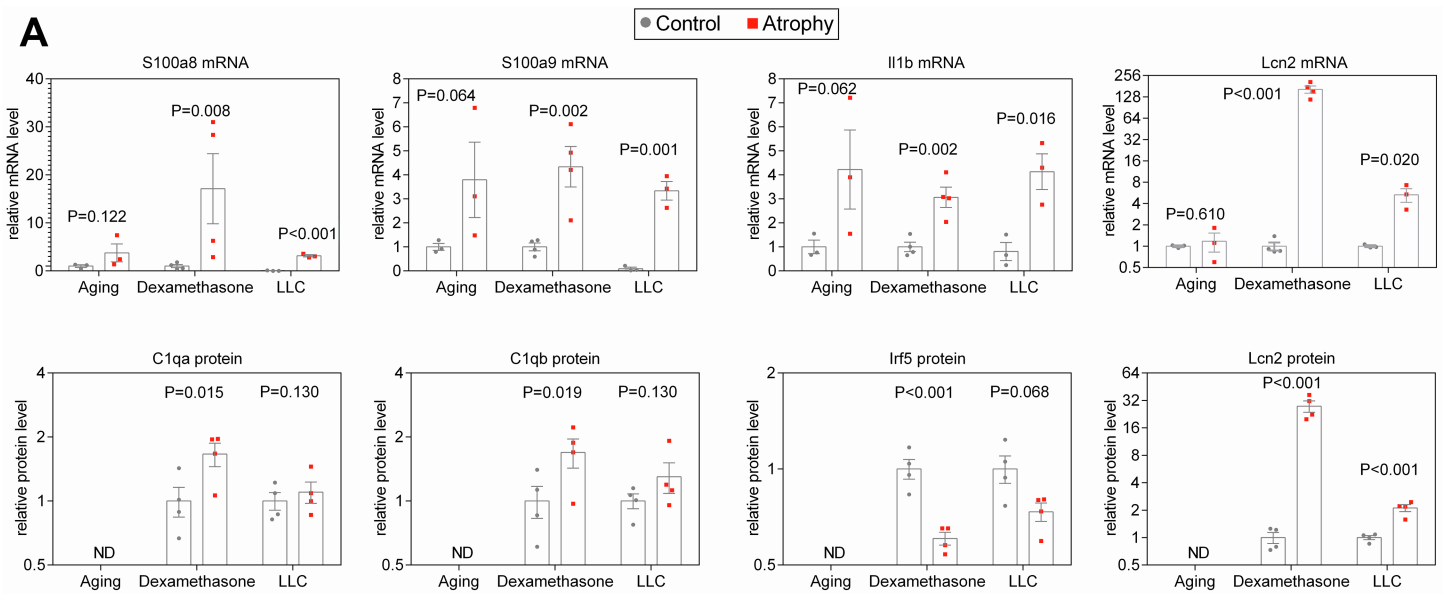 A
Control Atrophy
S100a8 mRNA
relative mRNA level
40
30
20
10
0
P=0.122
P=0.008
P<0.001
Aging Dexamethasone LLC
S100a9 mRNA
relative mRNA level
8
7
6
5
4
3
2
1
0
P=0.064
P=0.002
P=0.001
Aging Dexamethasone LLC
Il1b mRNA
relative mRNA level
8
7
6
5
4
3
2
1
0
P=0.062
P=0.002
P=0.016
Aging Dexamethasone LLC
Lcn2 mRNA
relative mRNA level
256
128
64
32
16
8
4
2
1
0.5
P=0.610
P<0.001
P=0.020
Aging Dexamethasone LLC
C1qa protein
relative protein level
4
2
1
0.5
ND
P=0.015
P=0.130
Aging Dexamethasone LLC
C1qb protein
relative protein level
4
2
1
0.5
ND
P=0.019
P=0.130
Aging Dexamethasone LLC
Irf5 protein
relative protein level
2
1
0.5
ND
P<0.001
P=0.068
Aging Dexamethasone LLC
Lcn2 protein
relative protein level
64
32
16
8
4
2
1
0.5
ND
P<0.001
P<0.001
Aging Dexamethasone LLC